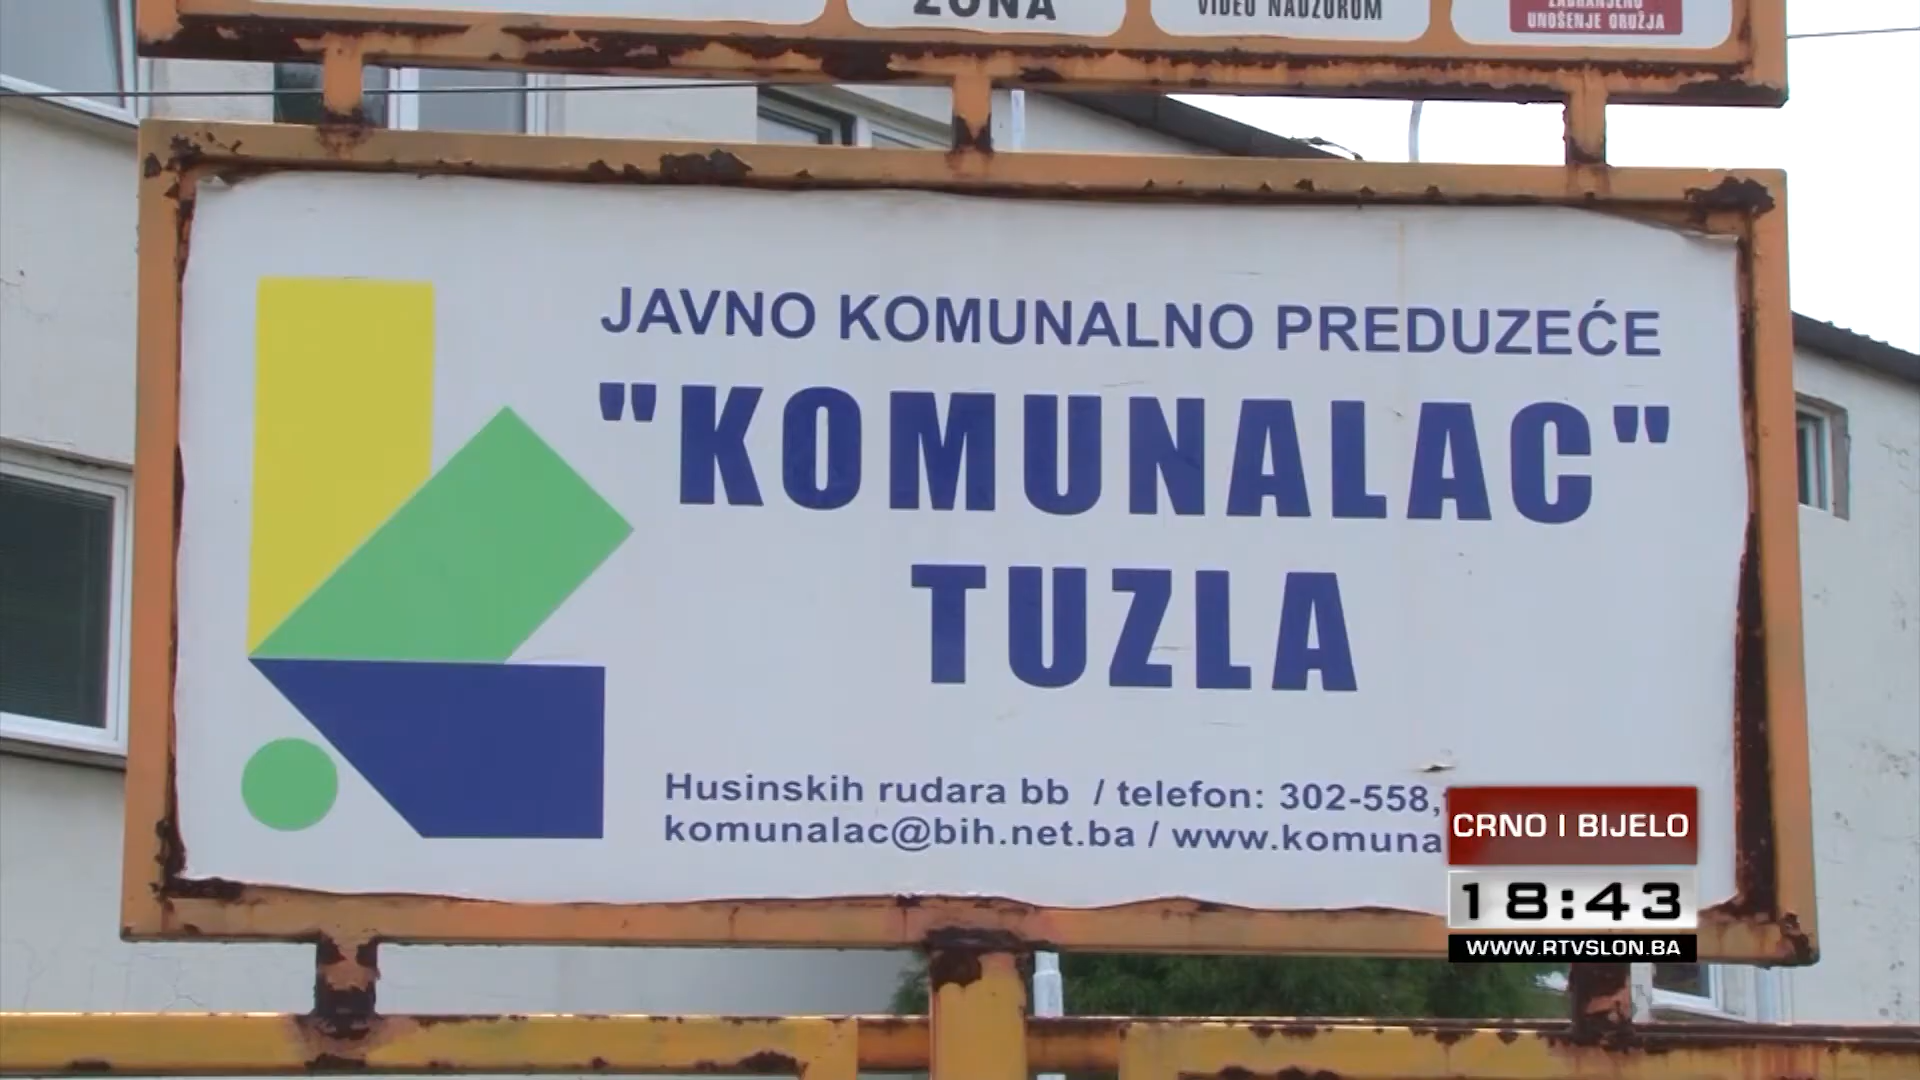 ZONA
VIDEO NADZOROM
ZABRANJENO
UNOŠENJE ORUŽJA
JAVNO KOMUNALNO PREDUZEĆE
"KOMUNALAC"
TUZLA
Husinskih rudara bb / telefon: 302-558,
komunalac@bih.net.ba / www.komuna
CRNO I BIJELO
18:43
WWW.RTVSLON.BA